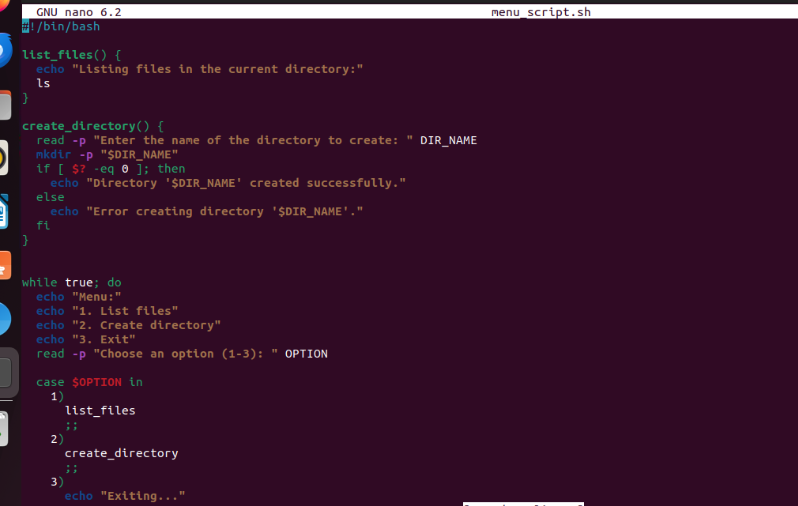 GNU nano 6.2 menu_script.sh
#!/bin/bash
list_files() {
  echo "Listing files in the current directory:"
  ls
}
create_directory() {
  read -p "Enter the name of the directory to create: " DIR_NAME
  mkdir -p "$DIR_NAME"
  if [ $? -eq 0 ]; then
    echo "Directory '$DIR_NAME' created successfully."
  else
    echo "Error creating directory '$DIR_NAME'."
  fi
}
while true; do
  echo "Menu:"
  echo "1. List files"
  echo "2. Create directory"
  echo "3. Exit"
  read -p "Choose an option (1-3): " OPTION
  case $OPTION in
    1)
      list_files
      ;;
    2)
      create_directory
      ;;
    3)
      echo "Exiting..."